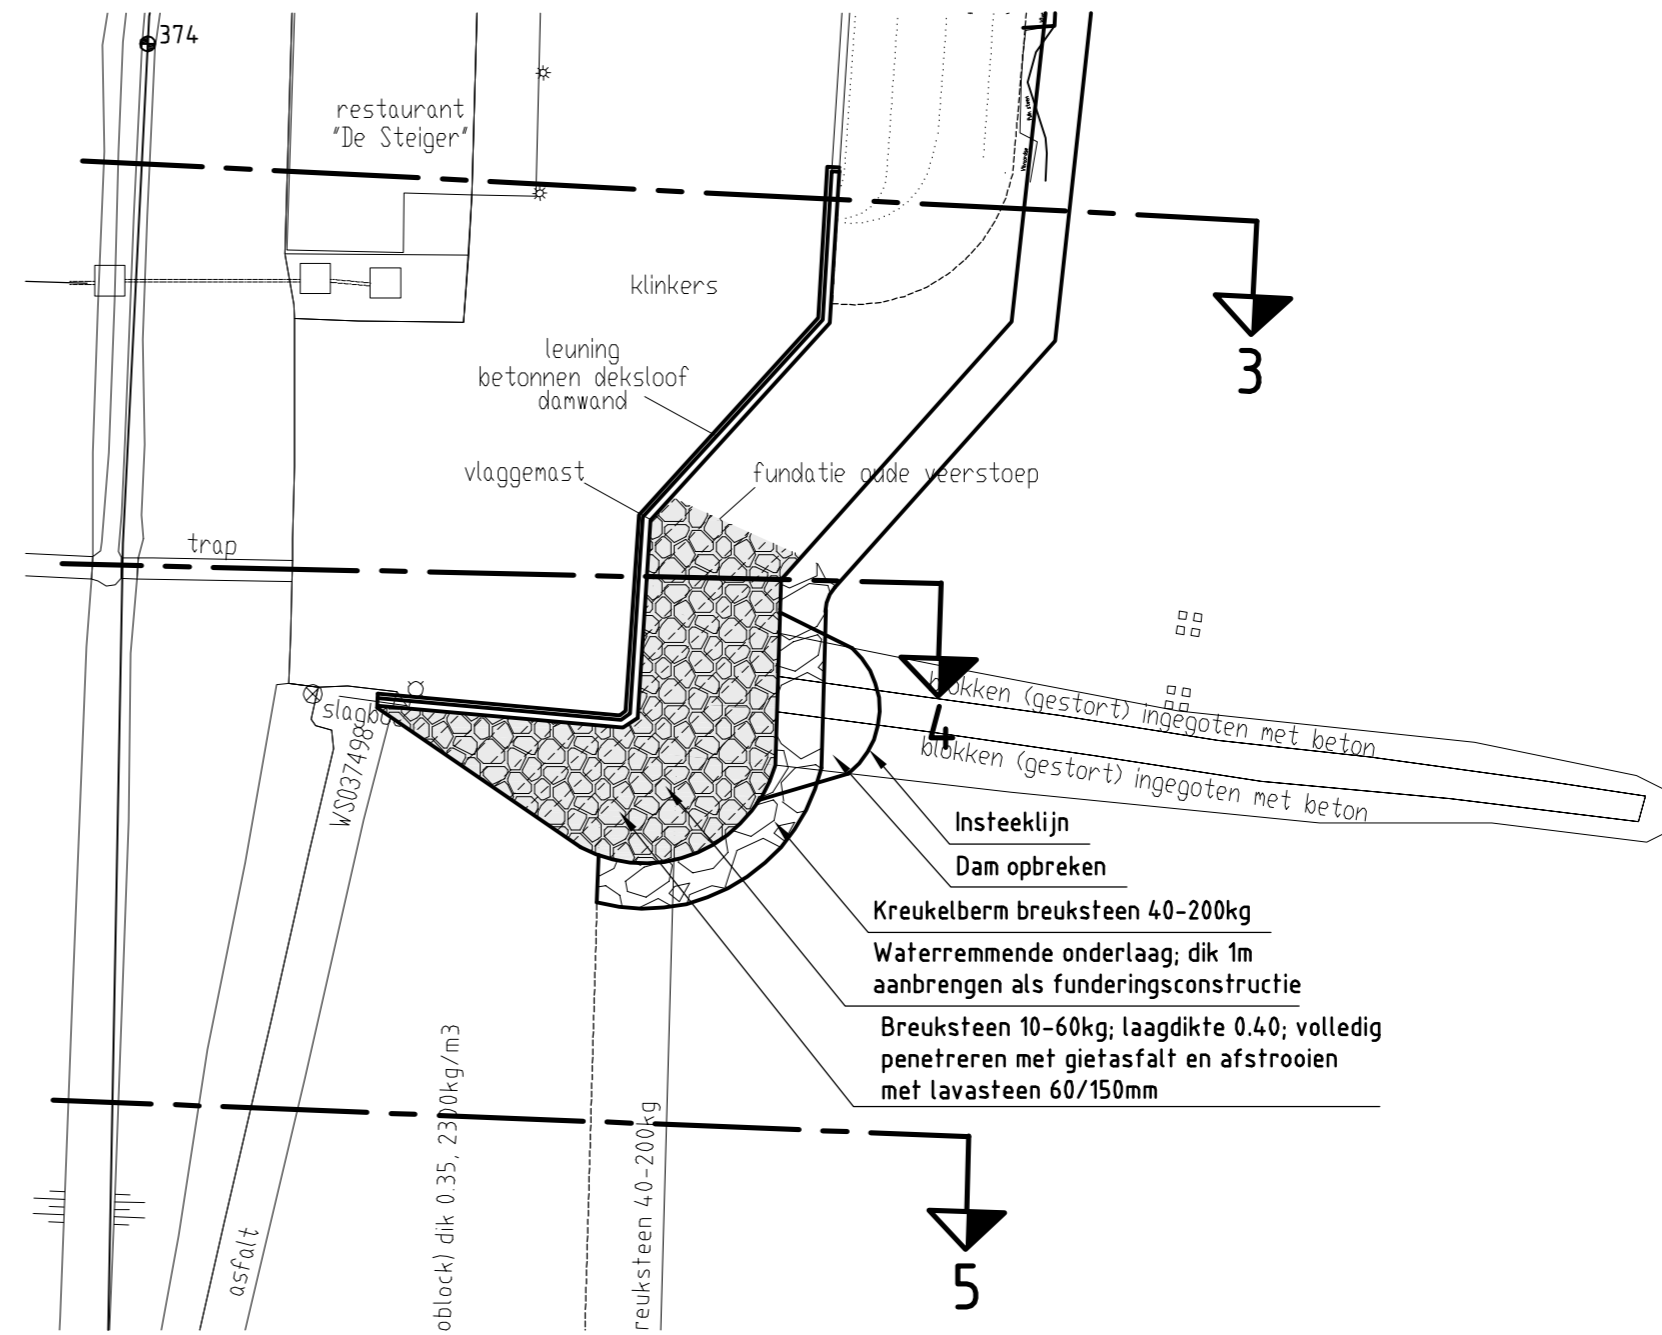 374
restaurant
"De Steiger"
klinkers
3
leuning
betonnen deksloof
damwand
vlaggemast
fundatie oude veerstoep
trap
blokken (gestort) ingegoten met beton
4
blokken (gestort) ingegoten met beton
WS037498
Insteeklijn
Dam opbreken
Kreukelberm breuksteen 40-200kg
Waterremmende onderlaag; dik 1m
aanbrengen als funderingsconstructie
Breuksteen 10-60kg; laagdikte 0.40; volledig
penetreren met gietasfalt en afstrooien
met lavasteen 60/150mm
oblock) dik 0.35, 2300kg/m3
reuksteen 40-200kg
asfalt
5